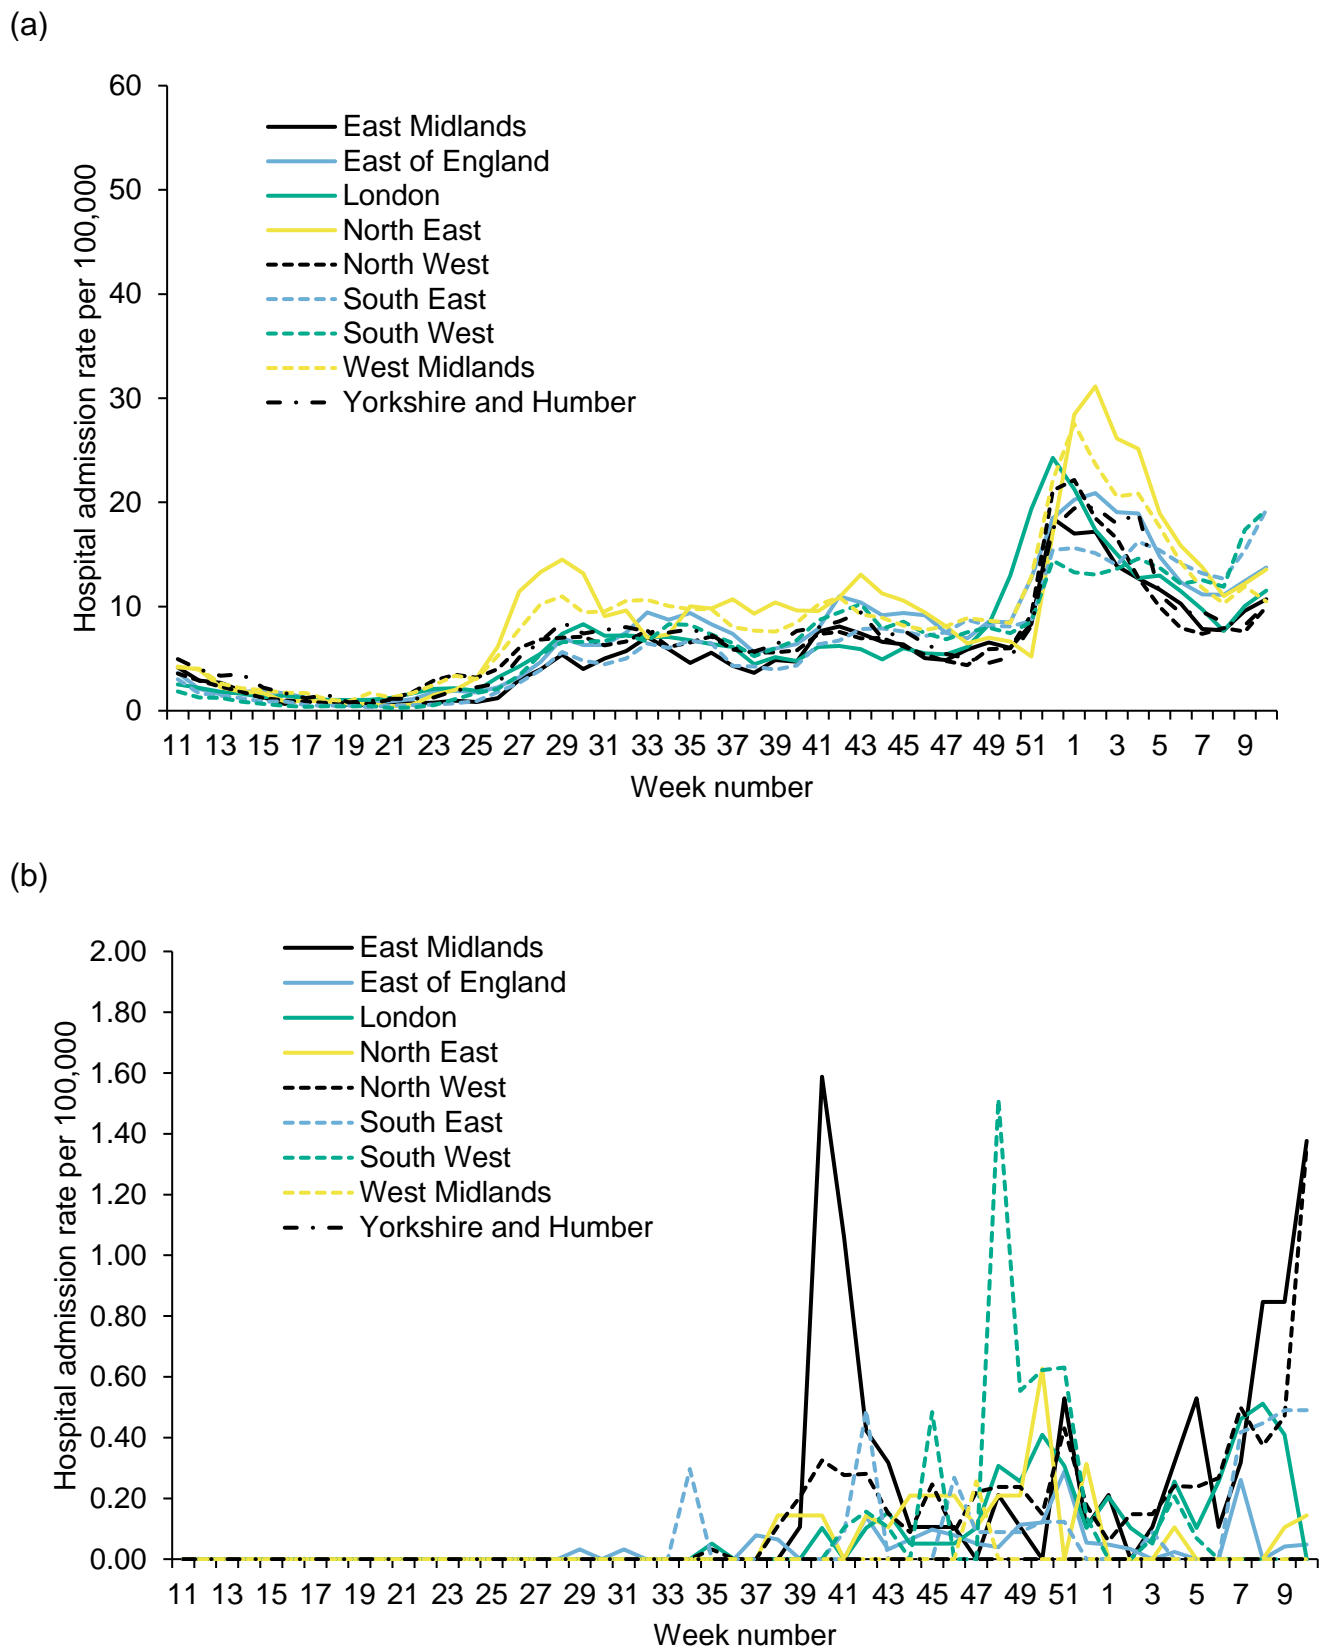 (a)
Hospital admission rate per 100,000
60
50
40
30
20
10
0
East Midlands
East of England
London
North East
North West
South East
South West
West Midlands
Yorkshire and Humber
11 13 15 17 19 21 23 25 27 29 31 33 35 37 39 41 43 45 47 49 51 1 3 5 7 9
Week number
(b)
Hospital admission rate per 100,000
2.00
1.80
1.60
1.40
1.20
1.00
0.80
0.60
0.40
0.20
0.00
East Midlands
East of England
London
North East
North West
South East
South West
West Midlands
Yorkshire and Humber
11 13 15 17 19 21 23 25 27 29 31 33 35 37 39 41 43 45 47 49 51 1 3 5 7 9
Week number